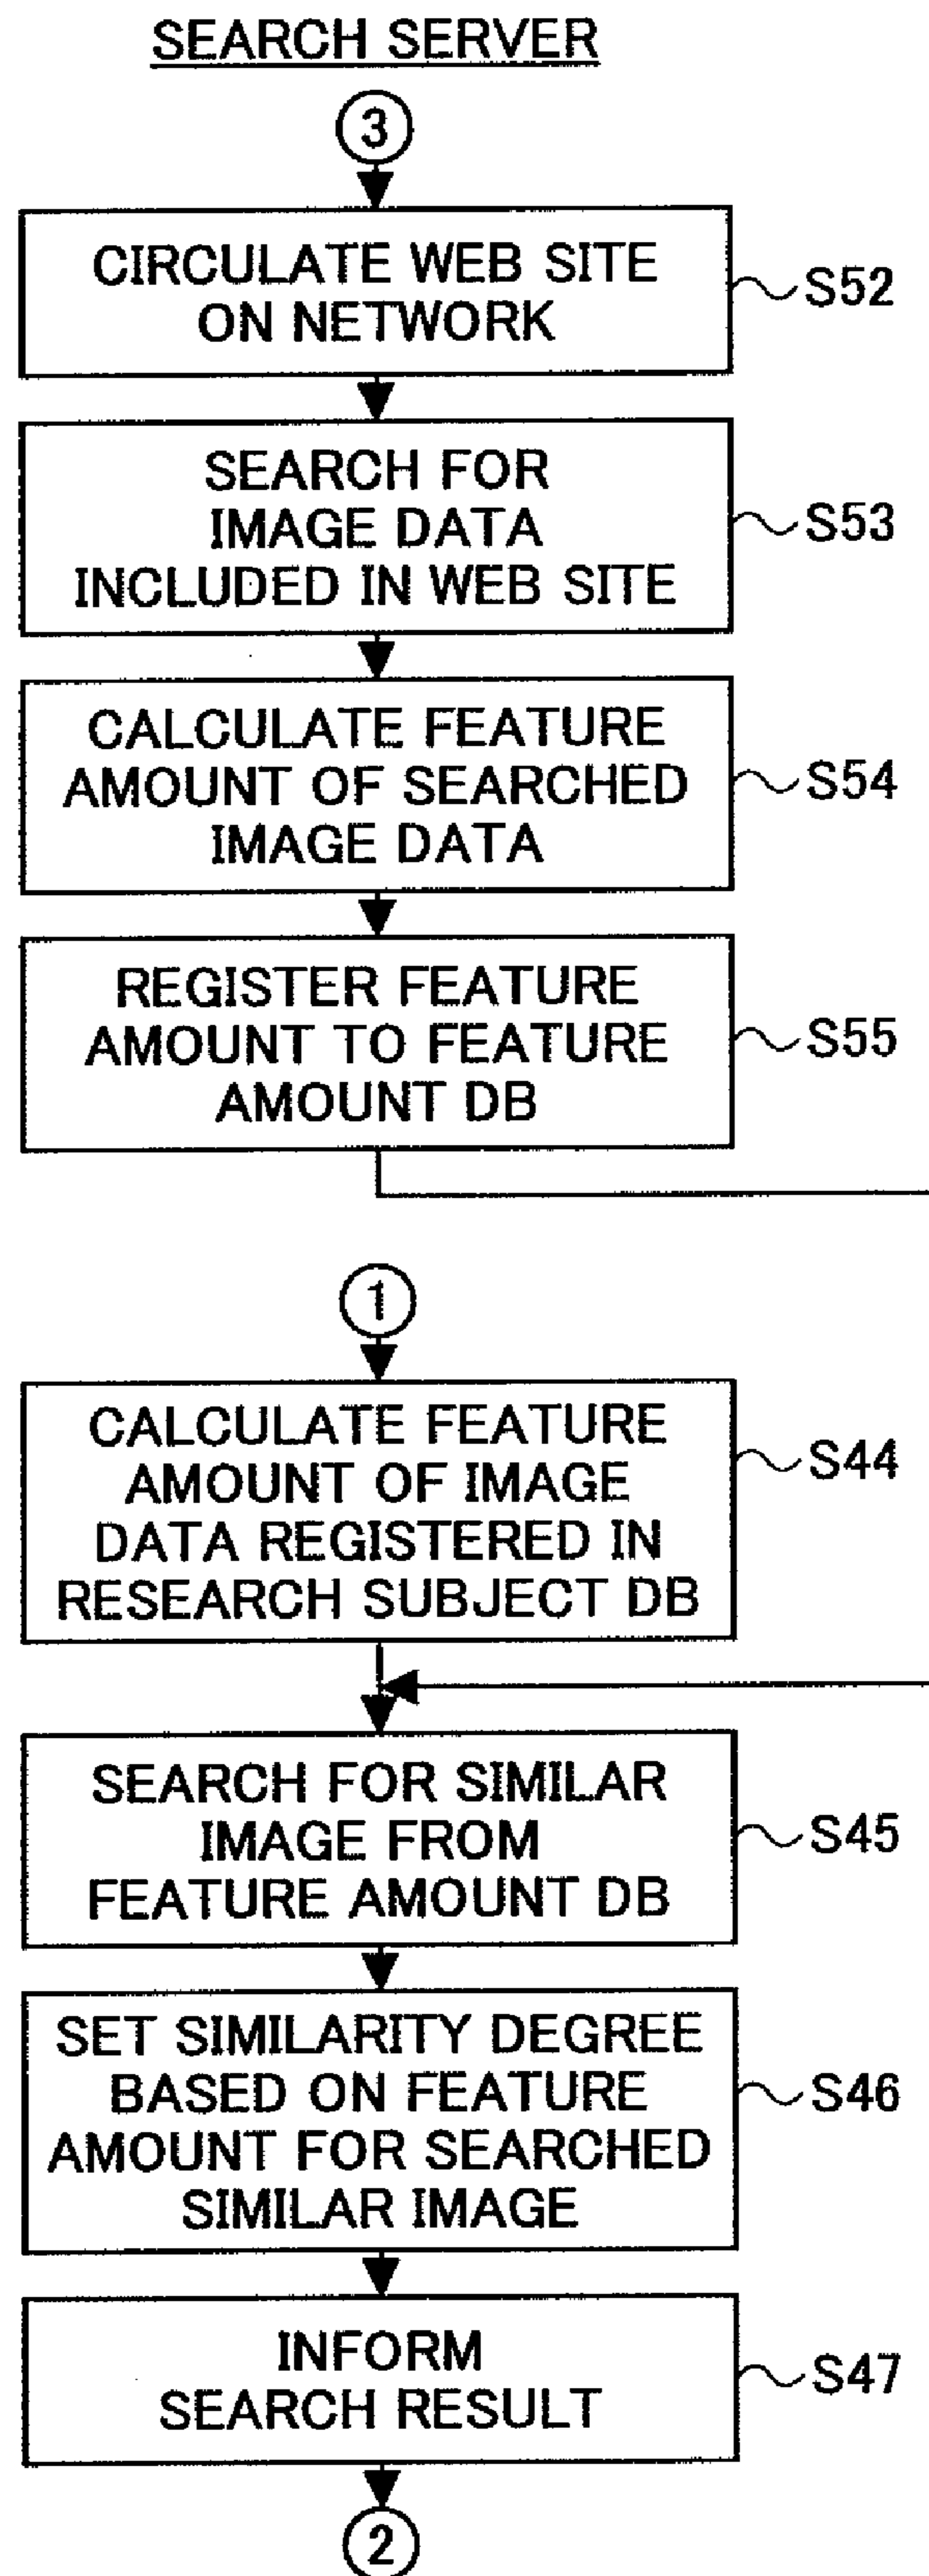 SEARCH SERVER
3
CIRCULATE WEB SITE
ON NETWORK
S52
SEARCH FOR
IMAGE DATA
INCLUDED IN WEB SITE
S53
CALCULATE FEATURE
AMOUNT OF SEARCHED
IMAGE DATA
S54
REGISTER FEATURE
AMOUNT TO FEATURE
AMOUNT DB
S55
1
CALCULATE FEATURE
AMOUNT OF IMAGE
DATA REGISTERED IN
RESEARCH SUBJECT DB
S44
SEARCH FOR SIMILAR
IMAGE FROM
FEATURE AMOUNT DB
S45
SET SIMILARITY DEGREE
BASED ON FEATURE
AMOUNT FOR SEARCHED
SIMILAR IMAGE
S46
INFORM
SEARCH RESULT
S47
2